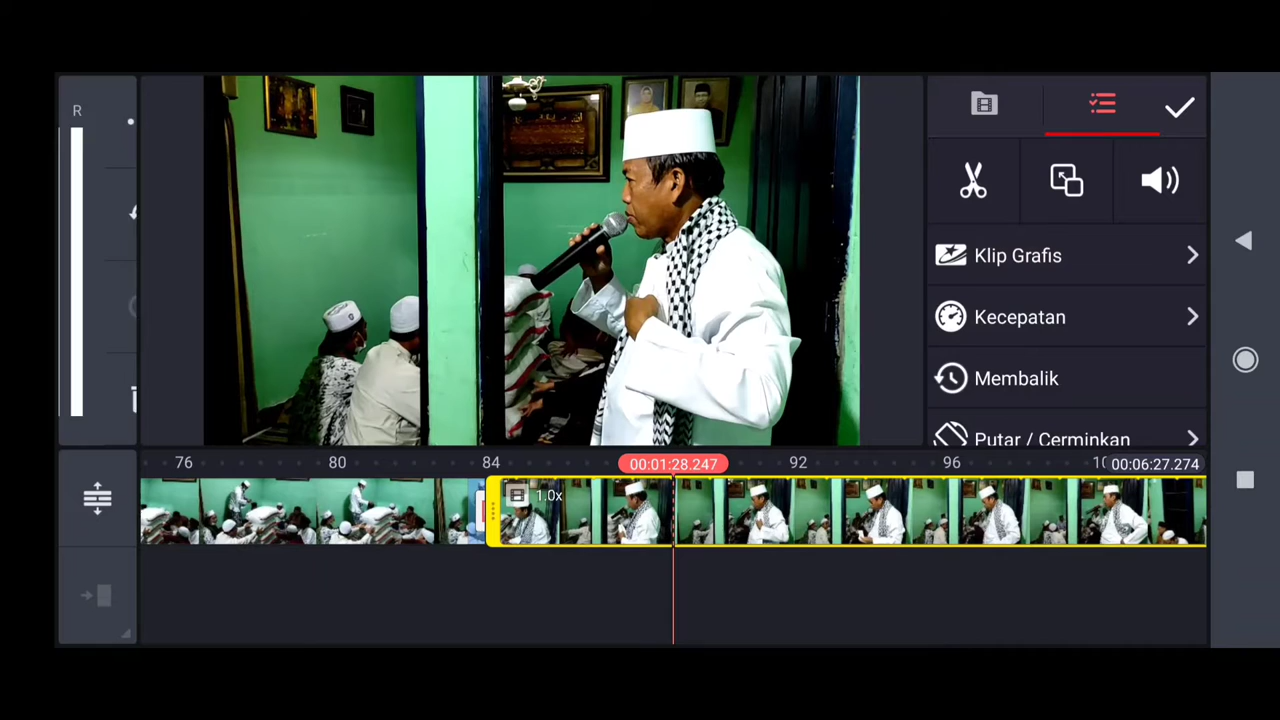 R
Klip Grafis
Kecepatan
Membalik
Putar / Cerminkan
76
80
84
00:01:28.247
92
96
00:06:27.274
1.0x